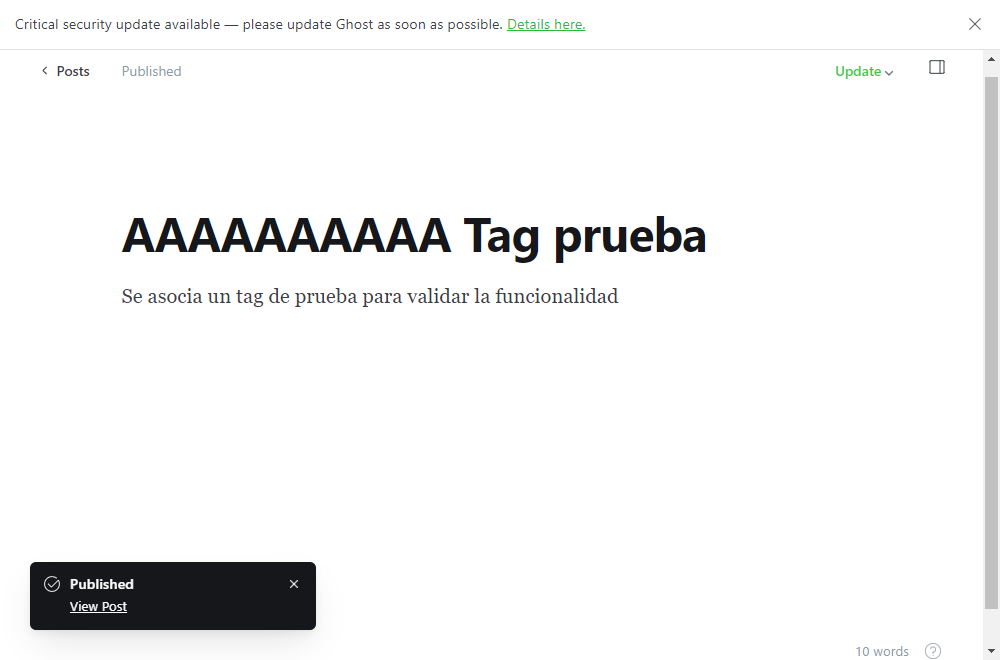 Critical security update available — please update Ghost as soon as possible. Details here.
Posts Published Update
AAAAAAAAAA Tag prueba
Se asocia un tag de prueba para validar la funcionalidad
Published
View Post
10 words ?